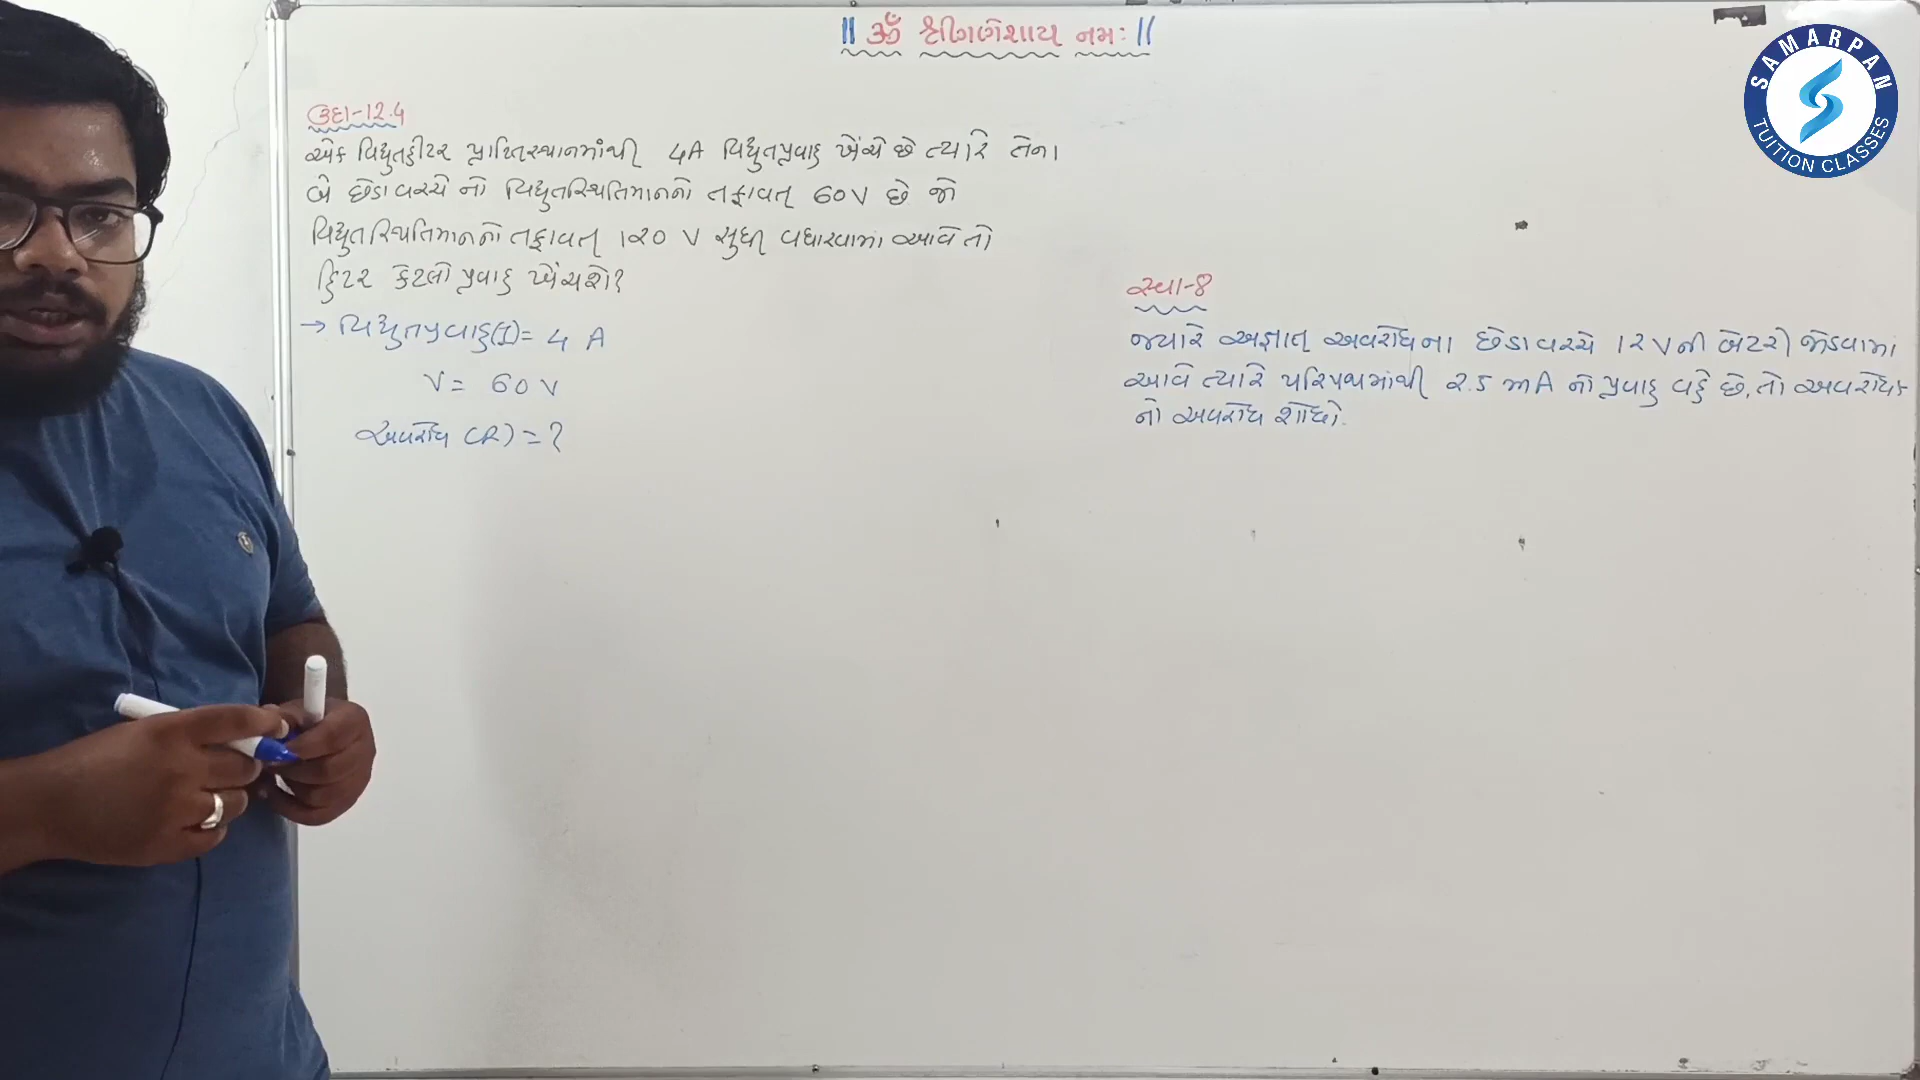 || ૐ શ્રી ગણેશાય નમઃ ||
SAMARPAN
TUITION CLASSES
ઉદા-12.4
એક વિદ્યુતહીટર પ્રાપ્તિસ્થાનમાંથી 4A વિદ્યુતપ્રવાહ ખેંચે છે ત્યારે તેના
બે છેડા વચ્ચે નો વિદ્યુતસ્થિતિમાનનો તફાવત 60 V છે જો
વિદ્યુતસ્થિતિમાનનો તફાવત 120 V સુધી વધારવામાં આવે તો
હિટર કેટલો પ્રવાહ ખેંચશે?
→ વિદ્યુતપ્રવાહ(I)= 4 A
V= 60 V
અવરોધ (R) = ?
સ્વા-8
જ્યારે અજ્ઞાત અવરોધના છેડા વચ્ચે 12 V ની બેટરી જોડવામાં
આવે ત્યારે પરિપથમાંથી 2.5 mA નો પ્રવાહ વહે છે, તો અવરોધક
નો અવરોધ શોધો.